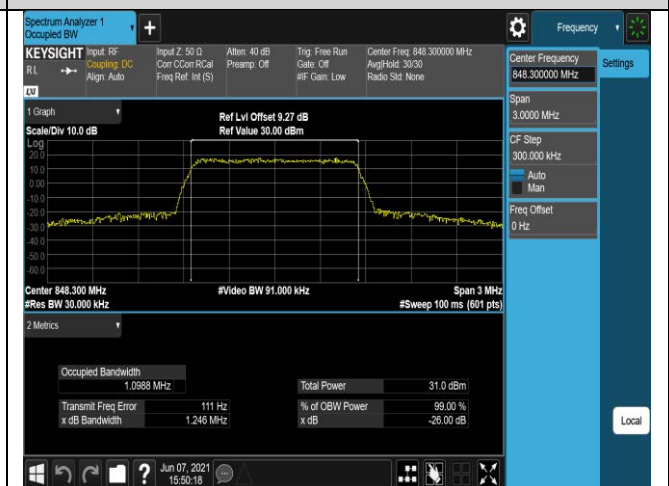 Spectrum Analyzer 1
Occupied BW
Frequency
KEYSIGHT
Input: RF
Coupling: DC
Align: Auto
Input Z: 50 Ω
Corr CCorr RCal
Freq Ref: Int (S)
Atten: 40 dB
Preamp: Off
Trig: Free Run
Gate: Off
#IF Gain: Low
Center Freq: 848.300000 MHz
Avg|Hold: 30/30
Radio Std: None
RL
LXI
1 Graph
Scale/Div 10.0 dB
Ref Lvl Offset 9.27 dB
Ref Value 30.00 dBm
Log
20.0
10.0
0.00
-10.0
-20.0
-30.0
-40.0
-50.0
-60.0
Center 848.300 MHz
#Video BW 91.000 kHz
Span 3 MHz
#Res BW 30.000 kHz
#Sweep 100 ms (601 pts)
2 Metrics
Occupied Bandwidth
1.0988 MHz
Total Power
31.0 dBm
Transmit Freq Error
111 Hz
% of OBW Power
99.00 %
x dB Bandwidth
1.246 MHz
x dB
-26.00 dB
Center Frequency
848.300000 MHz
Settings
Span
3.0000 MHz
CF Step
300.000 kHz
Auto
Man
Freq Offset
0 Hz
Local
?
Jun 07, 2021
15:50:18